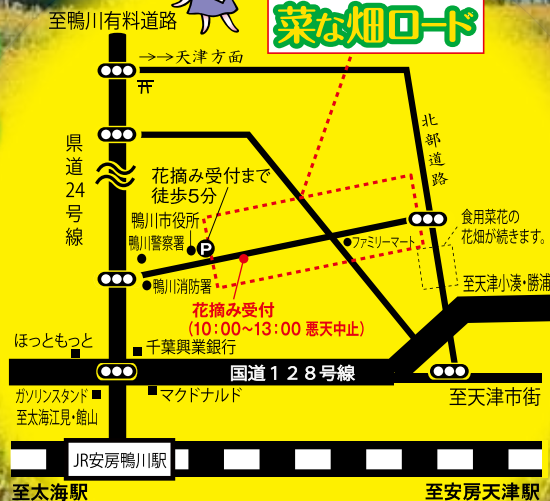 至鴨川有料道路
菜な畑ロード
→→天津方面
北部道路
県道24号線
花摘み受付まで
徒歩5分
鴨川市役所
鴨川警察署
P
ファミリーマート
食用菜花の
花畑が続きます。
鴨川消防署
至天津小湊・勝浦
花摘み受付
(10:00〜13:00 悪天中止)
ほっともっと
千葉興業銀行
国道128号線
ガソリンスタンド
マクドナルド
至天津市街
至太海江見・館山
JR安房鴨川駅
至太海駅
至安房天津駅